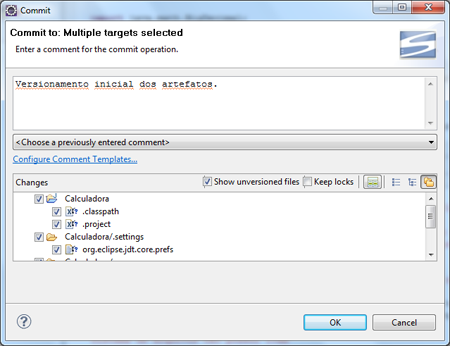 Commit
Commit to: Multiple targets selected
Enter a comment for the commit operation.
Versionamento inicial dos artefatos.
<Choose a previously entered comment>
Configure Comment Templates...
Changes
Show unversioned files
Keep locks
Calculadora
.classpath
.project
Calculadora/.settings
org.eclipse.jdt.core.prefs
OK
Cancel